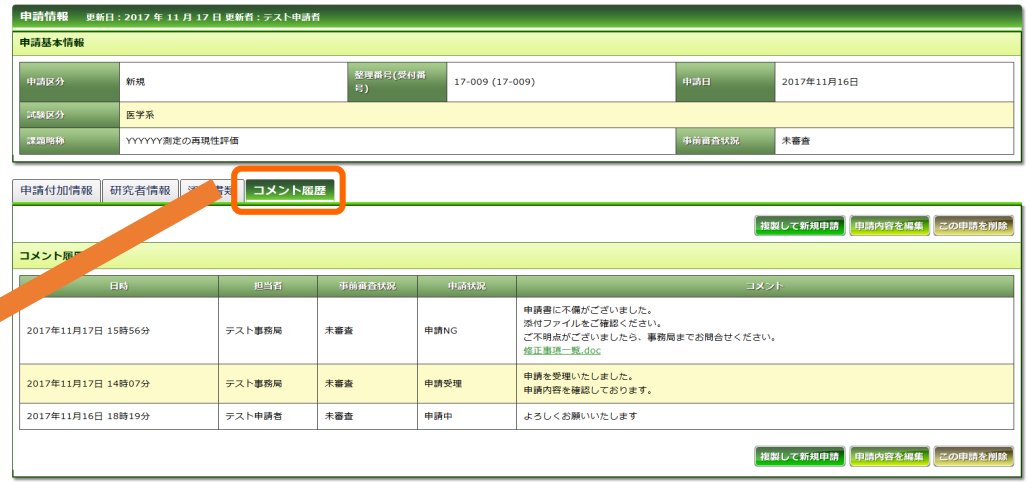 申請情報 更新日：2017 年 11 月 17 日 更新者：テスト申請者
申請基本情報
申請区分 新規 整理番号(受付番号) 17-009 (17-009) 申請日 2017年11月16日
試験区分 医学系
課題略称 YYYYYY測定の再現性評価 事前審査状況 未審査
申請付加情報 研究者情報 コメント履歴
複製して新規申請 申請内容を編集 この申請を削除
コメント履
日時 担当者 事前審査状況 申請状況 コメント
2017年11月17日 15時56分 テスト事務局 未審査 申請NG
申請書に不備がございました。
添付ファイルをご確認ください。
ご不明点がございましたら、事務局までお問合せください。
修正事項一覧.doc
2017年11月17日 14時07分 テスト事務局 未審査 申請受理
申請を受理いたしました。
申請内容を確認しております。
2017年11月16日 18時19分 テスト申請者 未審査 申請中 よろしくお願いいたします
複製して新規申請 申請内容を編集 この申請を削除